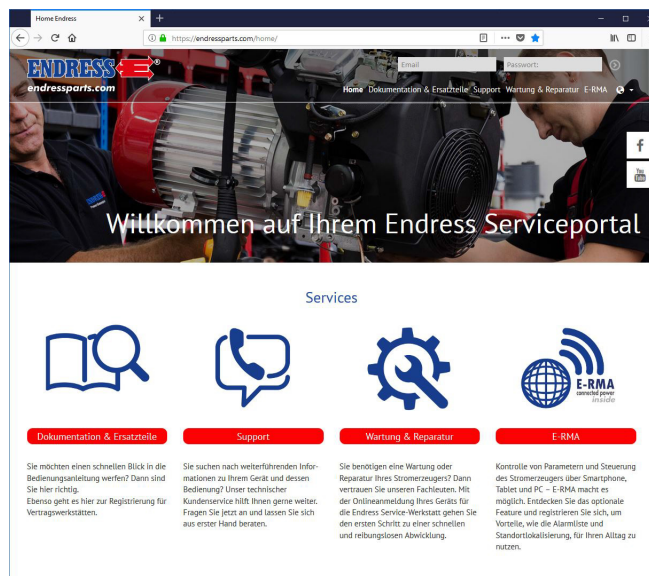 Home Endress
https://endressparts.com/home/
ENDRESS
endressparts.com
Email
Passwort:
Home Dokumentation & Ersatzteile Support Wartung & Reparatur E-RMA
You
Tube
Willkommen auf Ihrem Endress Serviceportal
Services
E-RMA
connected power
inside
Dokumentation & Ersatzteile
Support
Wartung & Reparatur
E-RMA
Sie möchten einen schnellen Blick in die
Bedienungsanleitung werfen? Dann sind
Sie hier richtig.
Ebenso geht es hier zur Registrierung für
Vertragswerkstätten.
Sie suchen nach weiterführenden Infor-
mationen zu Ihrem Gerät und dessen
Bedienung? Unser technischer
Kundenservice hilft Ihnen gerne weiter.
Fragen Sie jetzt an und lassen Sie sich
aus erster Hand beraten.
Sie benötigen eine Wartung oder
Reparatur Ihres Stromerzeugers? Dann
vertrauen Sie unseren Fachleuten. Mit
der Onlineanmeldung Ihres Geräts für
die Endress Service-Werkstatt gehen Sie
den ersten Schritt zu einer schnellen
und reibungslosen Abwicklung.
Kontrolle von Parametern und Steuerung
des Stromerzeugers über Smartphone,
Tablet und PC – E-RMA macht es
möglich. Entdecken Sie das optionale
Feature und registrieren Sie sich, um
Vorteile, wie die Alarmliste und
Standortlokalisierung, für Ihren Alltag zu
nutzen.